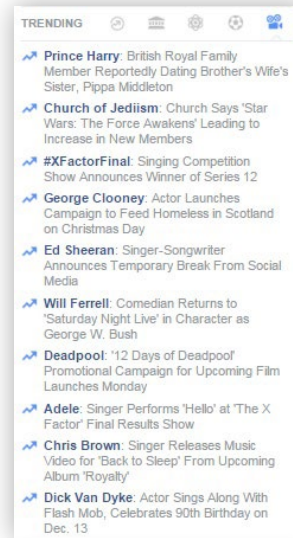 TRENDING
Prince Harry: British Royal Family
Member Reportedly Dating Brother's Wife's
Sister, Pippa Middleton
Church of Jediism: Church Says 'Star
Wars: The Force Awakens' Leading to
Increase in New Members
#XFactorFinal: Singing Competition
Show Announces Winner of Series 12
George Clooney: Actor Launches
Campaign to Feed Homeless in Scotland
on Christmas Day
Ed Sheeran: Singer-Songwriter
Announces Temporary Break From Social
Media
Will Ferrell: Comedian Returns to
'Saturday Night Live' in Character as
George W. Bush
Deadpool: '12 Days of Deadpool'
Promotional Campaign for Upcoming Film
Launches Monday
Adele: Singer Performs 'Hello' at 'The X
Factor' Final Results Show
Chris Brown: Singer Releases Music
Video for 'Back to Sleep' From Upcoming
Album 'Royalty'
Dick Van Dyke: Actor Sings Along With
Flash Mob, Celebrates 90th Birthday on
Dec. 13